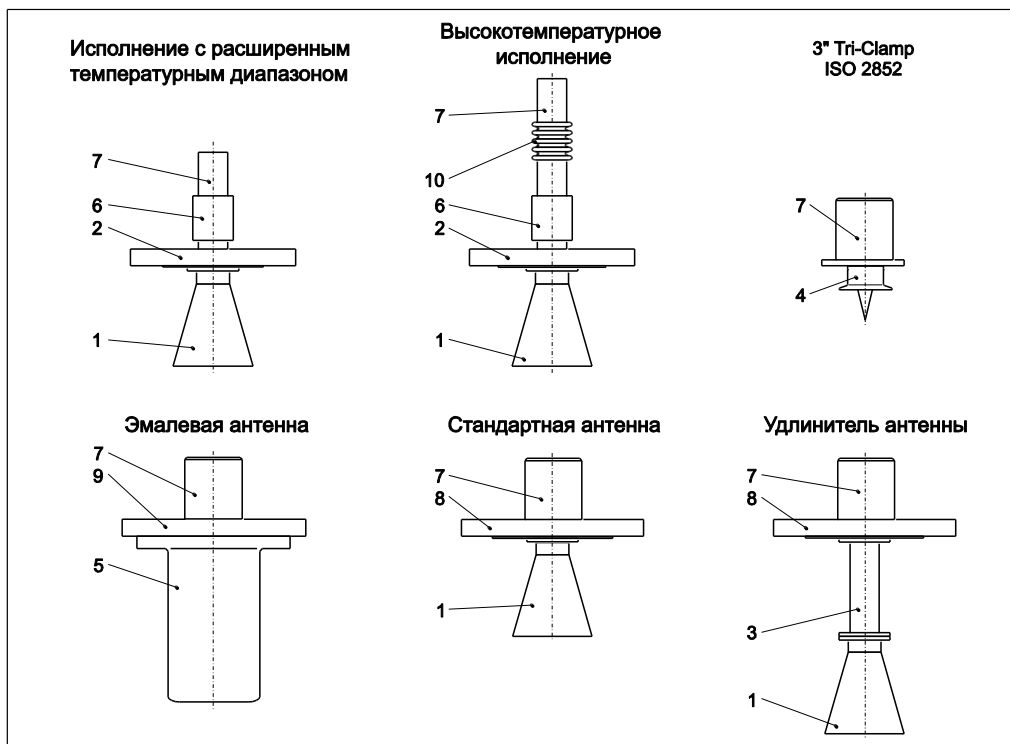 Исполнение с расширенным
температурным диапазоном
7
6
2
1
Высокотемпературное
исполнение
7
10
6
2
1
3" Tri-Clamp
ISO 2852
7
4
Эмалевая антенна
7
9
5
Стандартная антенна
7
8
1
Удлинитель антенны
7
8
3
1